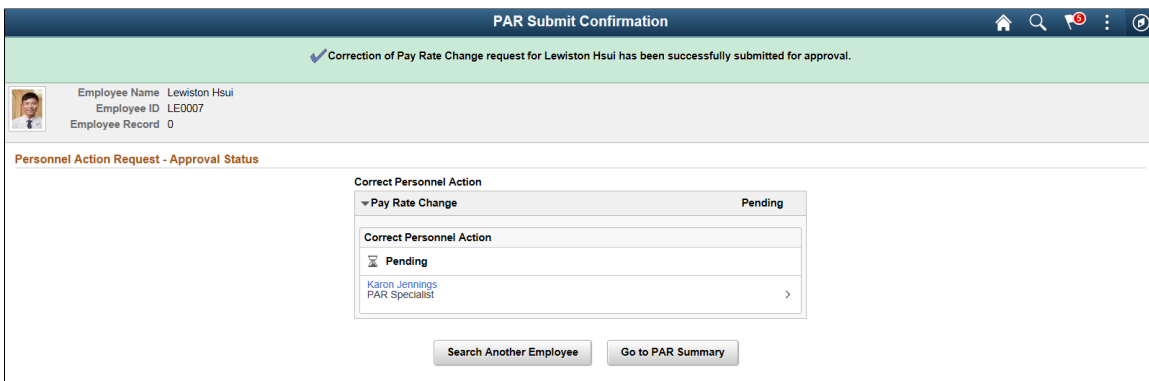 PAR Submit Confirmation
5
Correction of Pay Rate Change request for Lewiston Hsui has been successfully submitted for approval.
Employee Name Lewiston Hsui
Employee ID LE0007
Employee Record 0
Personnel Action Request - Approval Status
Correct Personnel Action
Pay Rate Change Pending
Correct Personnel Action
Pending
Karon Jennings
PAR Specialist
Search Another Employee Go to PAR Summary